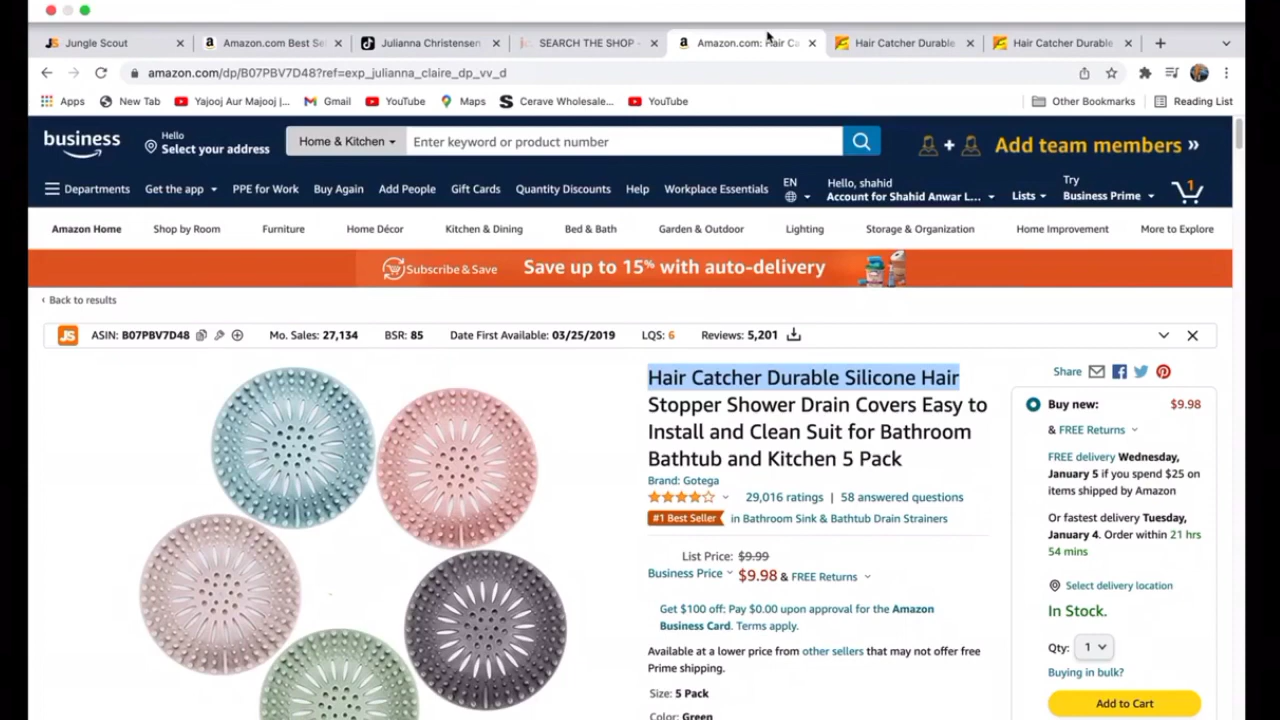 Jungle Scout
Amazon.com Best Se
Julianna Christensen
SEARCH THE SHOP -
Amazon.com: Hair Ca
Hair Catcher Durable
Hair Catcher Durable
amazon.com/dp/B07PBV7D48?ref=exp_julianna_claire_dp_vv_d
Apps New Tab Yajooj Aur Majooj |... Gmail YouTube Maps Cerave Wholesale... YouTube Other Bookmarks Reading List
business
Hello
Select your address
Home & Kitchen
Enter keyword or product number
Add team members »
Departments Get the app PPE for Work Buy Again Add People Gift Cards Quantity Discounts Help Workplace Essentials
EN
Hello, shahid
Account for Shahid Anwar L...
Lists
Try
Business Prime
1
Amazon Home Shop by Room Furniture Home Décor Kitchen & Dining Bed & Bath Garden & Outdoor Lighting Storage & Organization Home Improvement More to Explore
Subscribe & Save Save up to 15% with auto-delivery
‹ Back to results
JS ASIN: B07PBV7D48 Mo. Sales: 27,134 BSR: 85 Date First Available: 03/25/2019 LQS: 6 Reviews: 5,201
Hair Catcher Durable Silicone Hair
Stopper Shower Drain Covers Easy to
Install and Clean Suit for Bathroom
Bathtub and Kitchen 5 Pack
Brand: Gotega
29,016 ratings | 58 answered questions
#1 Best Seller in Bathroom Sink & Bathtub Drain Strainers
List Price: $9.99
Business Price $9.98 & FREE Returns
Get $100 off: Pay $0.00 upon approval for the Amazon
Business Card. Terms apply.
Available at a lower price from other sellers that may not offer free
Prime shipping.
Size: 5 Pack
Color: Green
Share
Buy new: $9.98
& FREE Returns
FREE delivery Wednesday,
January 5 if you spend $25 on
items shipped by Amazon
Or fastest delivery Tuesday,
January 4. Order within 21 hrs
54 mins
Select delivery location
In Stock.
Qty: 1
Buying in bulk?
Add to Cart